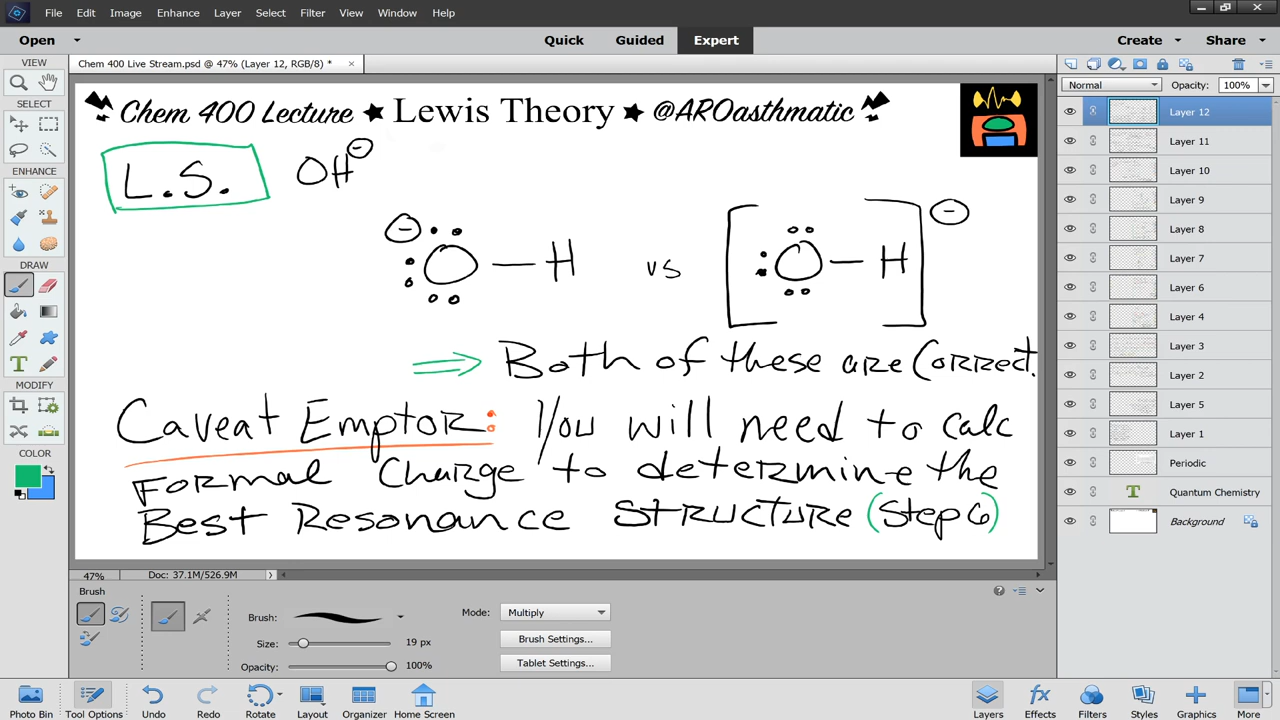 File Edit Image Enhance Layer Select Filter View Window Help
Open Quick Guided Expert Create Share
Chem 400 Live Stream.psd @ 47% (Layer 12, RGB/8) * ×
VIEW
SELECT
ENHANCE
DRAW
MODIFY
COLOR
Chem 400 Lecture ★ Lewis Theory ★ @AROasthmatic
L.S. OH⊖
⊖ O — H vs [O — H]⊖
⇒ Both of these are Correct.
Caveat Emptor: You will need to calc
Formal Charge to determine the
Best Resonance Structure (Step 6)
47% Doc: 37.1M/526.9M
Brush
Brush: Mode: Multiply
Size: 19 px Brush Settings...
Opacity: 100% Tablet Settings...
Normal Opacity: 100%
Layer 12
Layer 11
Layer 10
Layer 9
Layer 8
Layer 7
Layer 6
Layer 4
Layer 3
Layer 2
Layer 5
Layer 1
Periodic
T Quantum Chemistry
Background
Photo Bin Tool Options Undo Redo Rotate Layout Organizer Home Screen Layers Effects Filters Styles Graphics More